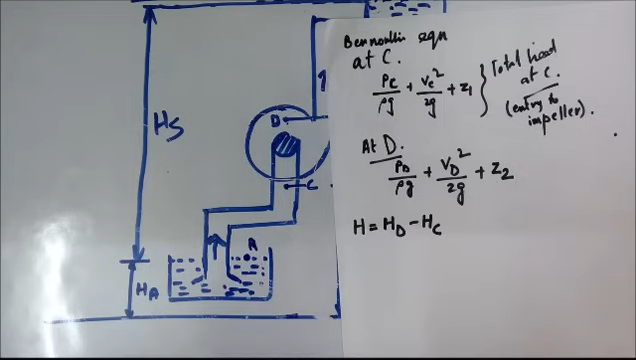 Bernoullis eqn
at C.
Pc/ρg + Vc²/2g + Z1 } Total head
at C.
(entry to
impeller).
At D.
PD/ρg + VD²/2g + Z2
H = HD - HC
HS
D
C
A
HA